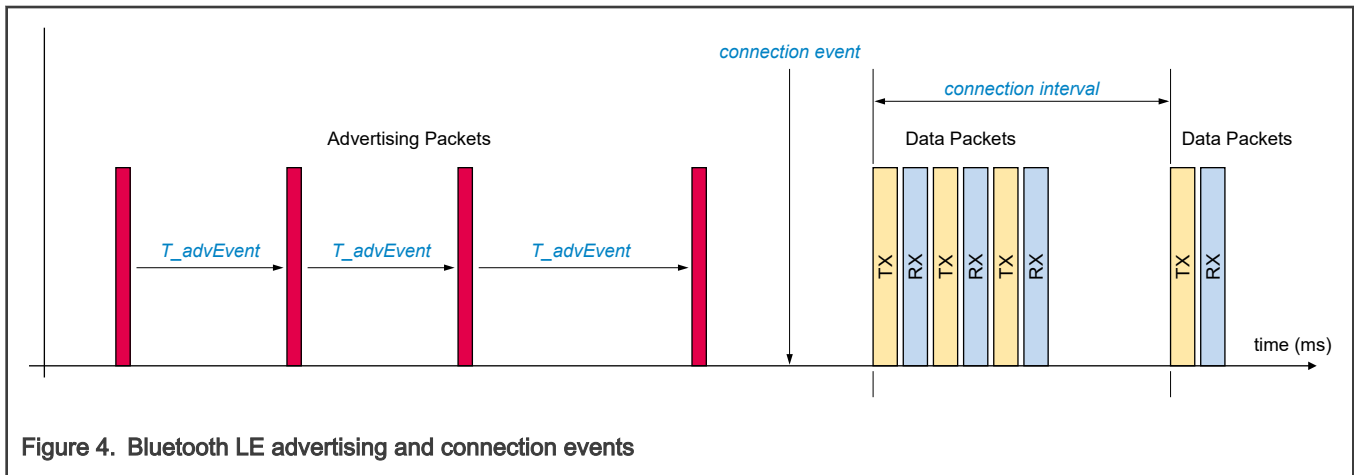 connection event
connection interval
Advertising Packets
Data Packets
Data Packets
T_advEvent
T_advEvent
T_advEvent
TX
RX
TX
RX
TX
RX
TX
RX
time (ms)
Figure 4. Bluetooth LE advertising and connection events